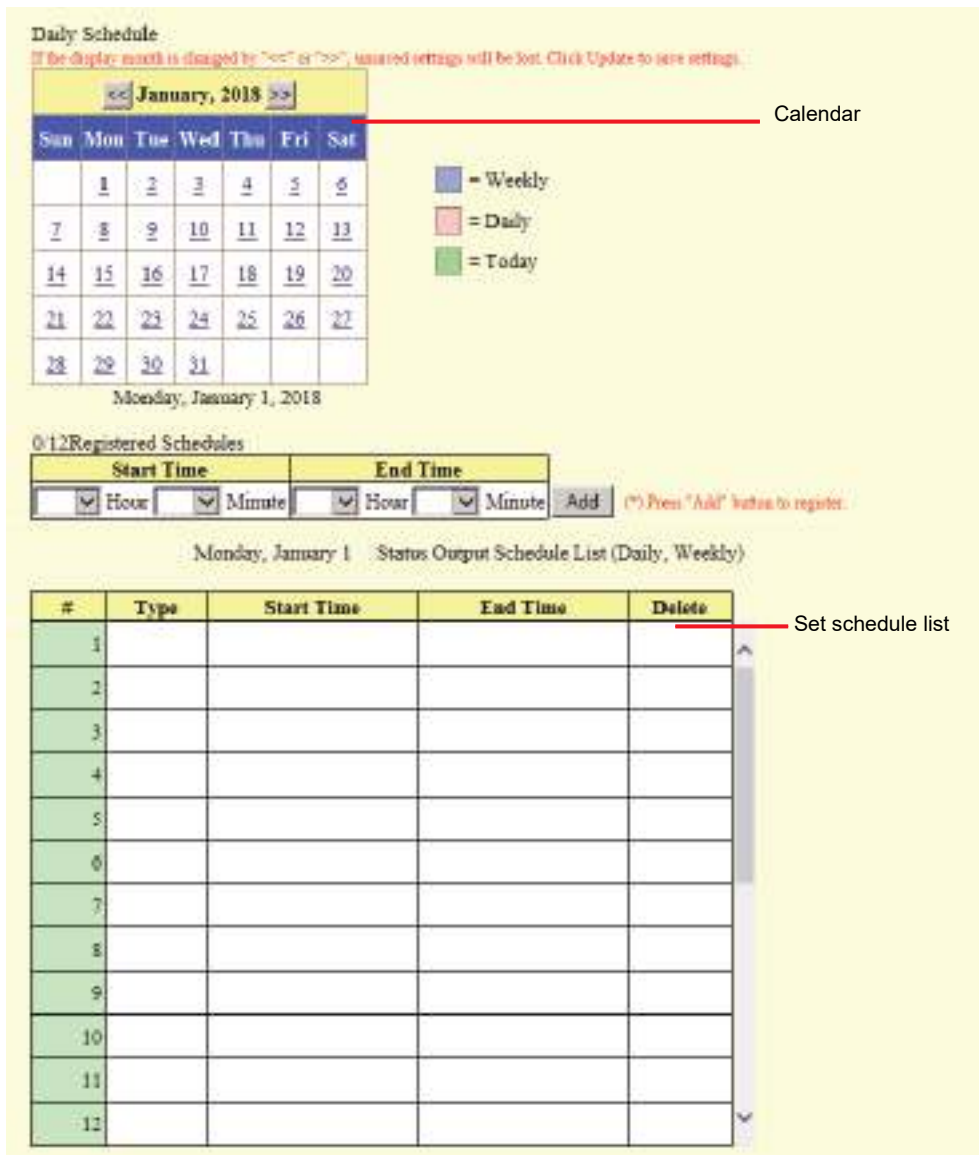 Daily Schedule
If the display month is changed by "<<" or ">>", unsaved settings will be lost. Click Update to save settings.
<< January, 2018 >>
Calendar
Sun Mon Tue Wed Thu Fri Sat
1 2 3 4 5 6
7 8 9 10 11 12 13
14 15 16 17 18 19 20
21 22 23 24 25 26 27
28 29 30 31
= Weekly
= Daily
= Today
Monday, January 1, 2018
0/12Registered Schedules
Start Time End Time
Hour Minute Hour Minute Add (*) Press "Add" button to register.
Monday, January 1 Status Output Schedule List (Daily, Weekly)
# Type Start Time End Time Delete
Set schedule list
1
2
3
4
5
6
7
8
9
10
11
12